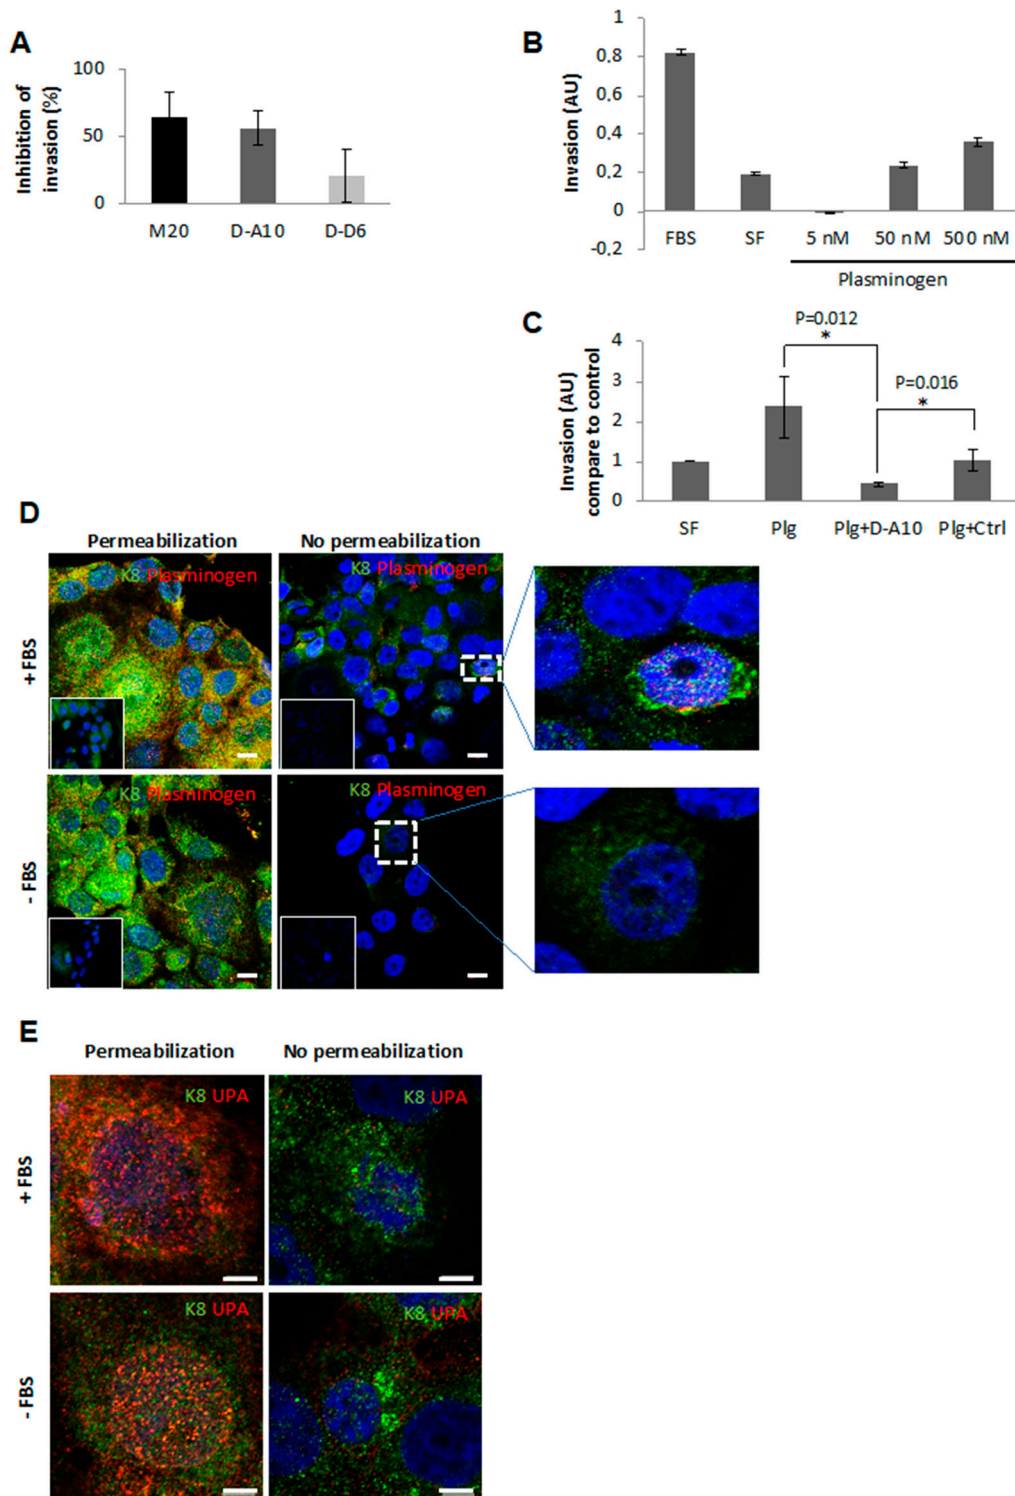 A
Inhibition of
invasion (%)
100
50
0
M20 D-A10 D-D6
B
Invasion (AU)
1
0.8
0.6
0.4
0.2
0
-0.2
FBS SF 5 nM 50 nM 500 nM
Plasminogen
C
Invasion (AU)
compare to control
4
3
2
1
0
P=0.012
*
P=0.016
*
SF Plg Plg+D-A10 Plg+Ctrl
D
Permeabilization No permeabilization
+ FBS
K8 Plasminogen K8 Plasminogen
- FBS
K8 Plasminogen K8 Plasminogen
E
Permeabilization No permeabilization
+ FBS
K8 UPA K8 UPA
- FBS
K8 UPA K8 UPA